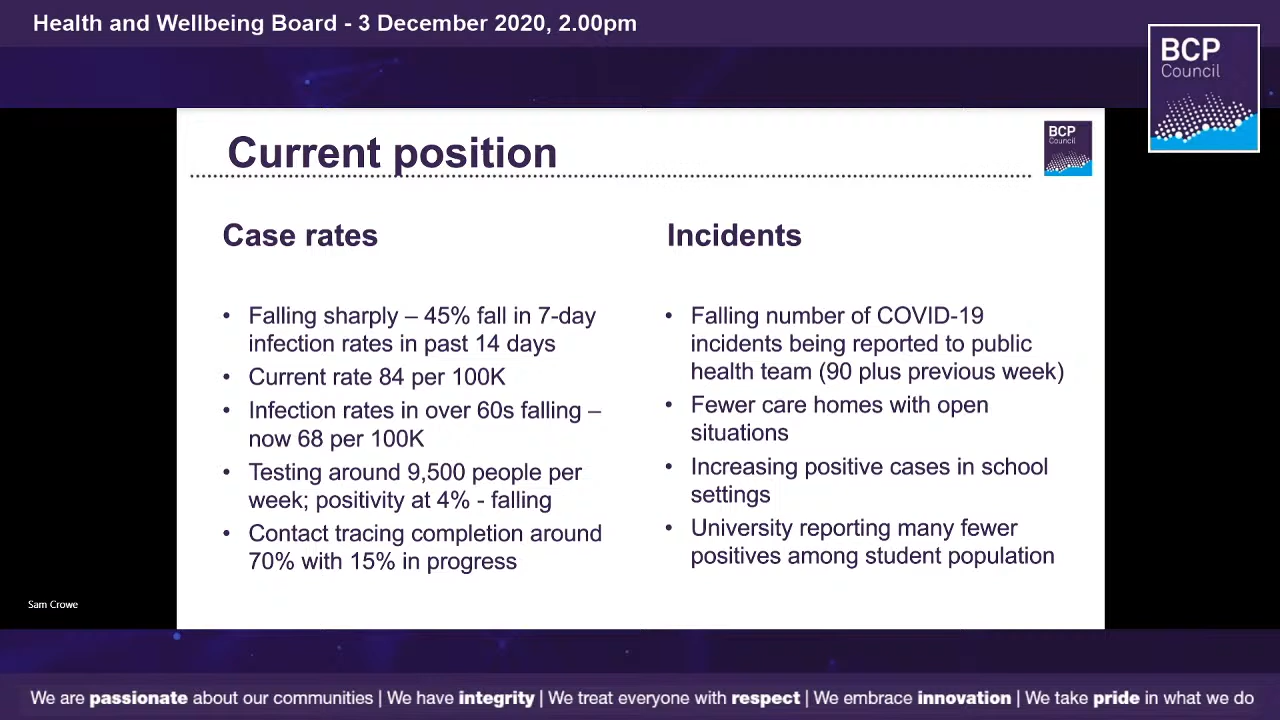 Health and Wellbeing Board - 3 December 2020, 2.00pm
BCP
Council
Current position
BCP
Council
Case rates
• Falling sharply – 45% fall in 7-day
infection rates in past 14 days
• Current rate 84 per 100K
• Infection rates in over 60s falling –
now 68 per 100K
• Testing around 9,500 people per
week; positivity at 4% - falling
• Contact tracing completion around
70% with 15% in progress
Incidents
• Falling number of COVID-19
incidents being reported to public
health team (90 plus previous week)
• Fewer care homes with open
situations
• Increasing positive cases in school
settings
• University reporting many fewer
positives among student population
Sam Crowe
We are passionate about our communities | We have integrity | We treat everyone with respect | We embrace innovation | We take pride in what we do